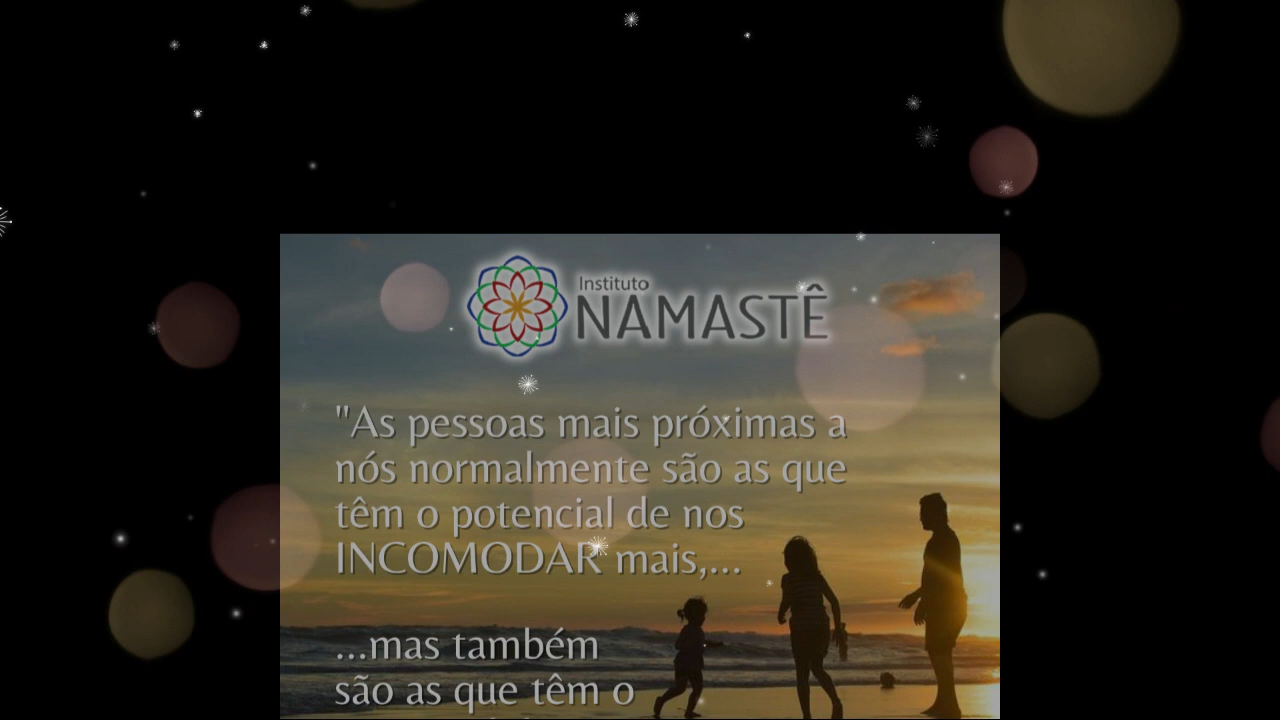 Instituto
NAMASTÊ
"As pessoas mais próximas a
nós normalmente são as que
têm o potencial de nos
INCOMODAR mais,...
...mas também
são as que têm o